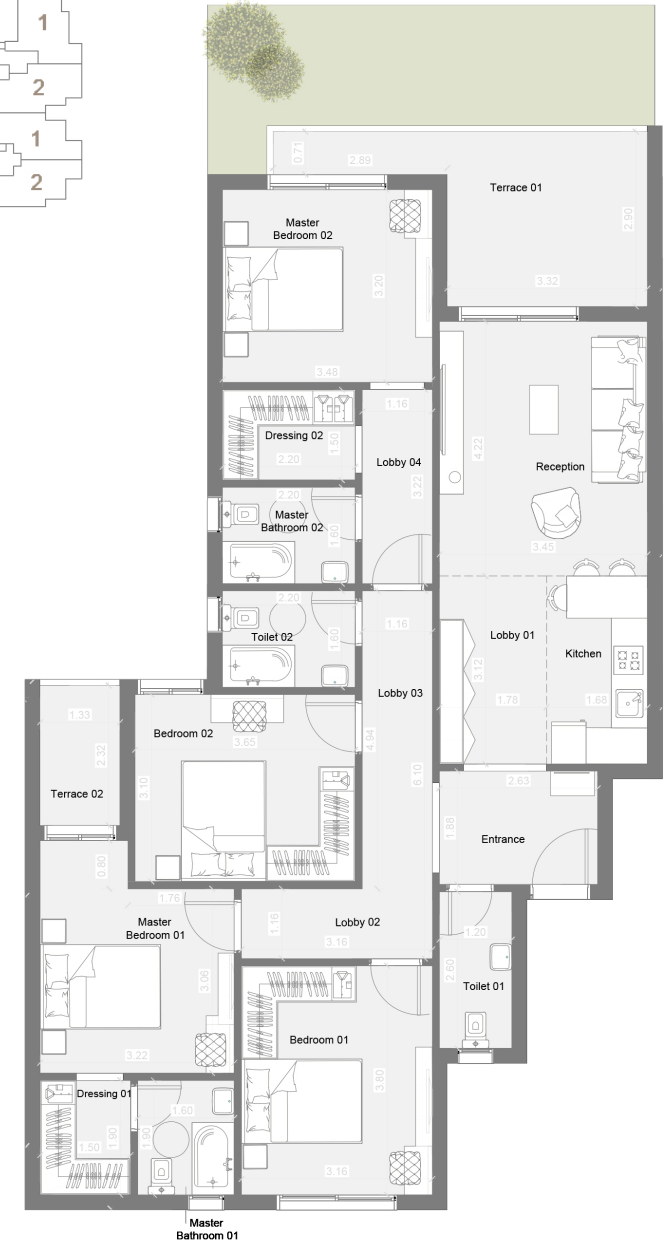 1
2
1
2
0.71
2.89
Terrace 01
2.90
3.32
Master
Bedroom 02
3.20
3.48
1.16
Dressing 02
1.50
2.20
Lobby 04
3.22
4.22
Reception
3.45
2.20
Master
Bathroom 02
1.60
2.20
Toilet 02
1.60
1.16
Lobby 03
4.94
6.10
Lobby 01
3.12
1.78
Kitchen
1.68
1.33
2.32
Terrace 02
Bedroom 02
3.65
3.10
2.63
1.88
Entrance
0.80
1.76
Master
Bedroom 01
3.06
3.22
1.16
Lobby 02
3.16
1.20
2.60
Toilet 01
Bedroom 01
3.80
3.16
Dressing 01
1.50
1.90
1.60
1.90
Master
Bathroom 01